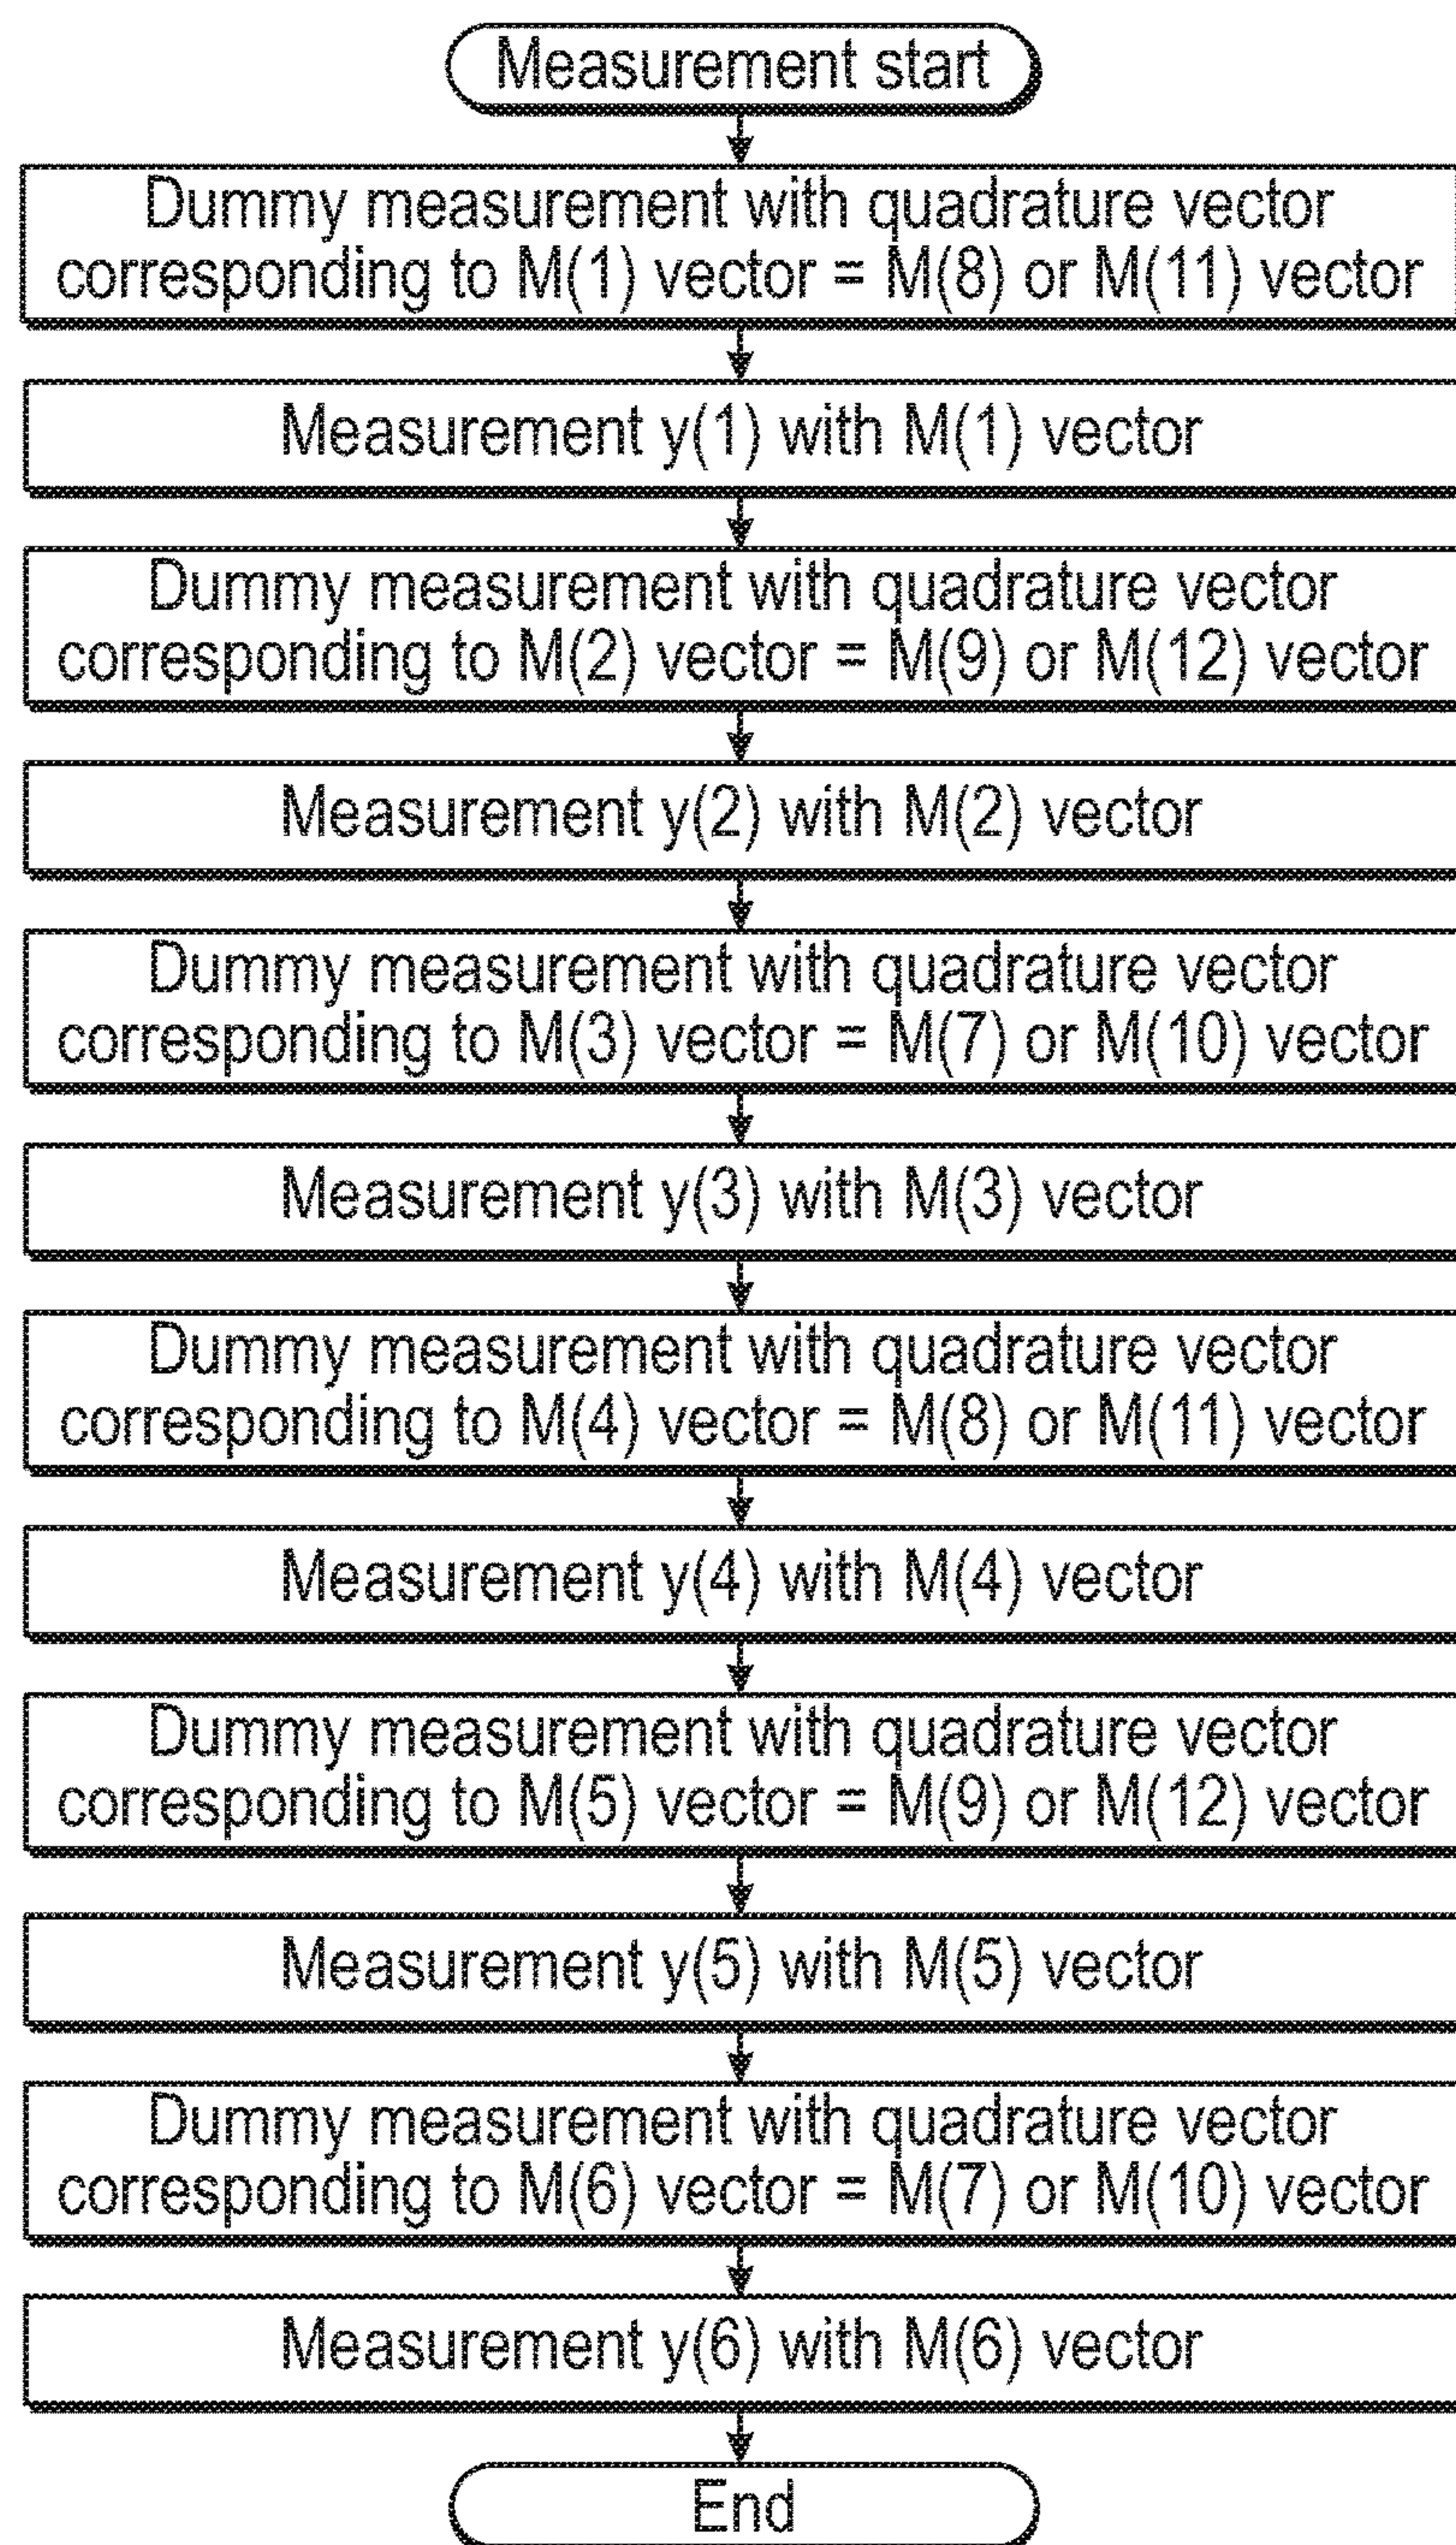 Measurement start
Dummy measurement with quadrature vector
corresponding to M(1) vector = M(8) or M(11) vector
Measurement y(1) with M(1) vector
Dummy measurement with quadrature vector
corresponding to M(2) vector = M(9) or M(12) vector
Measurement y(2) with M(2) vector
Dummy measurement with quadrature vector
corresponding to M(3) vector = M(7) or M(10) vector
Measurement y(3) with M(3) vector
Dummy measurement with quadrature vector
corresponding to M(4) vector = M(8) or M(11) vector
Measurement y(4) with M(4) vector
Dummy measurement with quadrature vector
corresponding to M(5) vector = M(9) or M(12) vector
Measurement y(5) with M(5) vector
Dummy measurement with quadrature vector
corresponding to M(6) vector = M(7) or M(10) vector
Measurement y(6) with M(6) vector
End